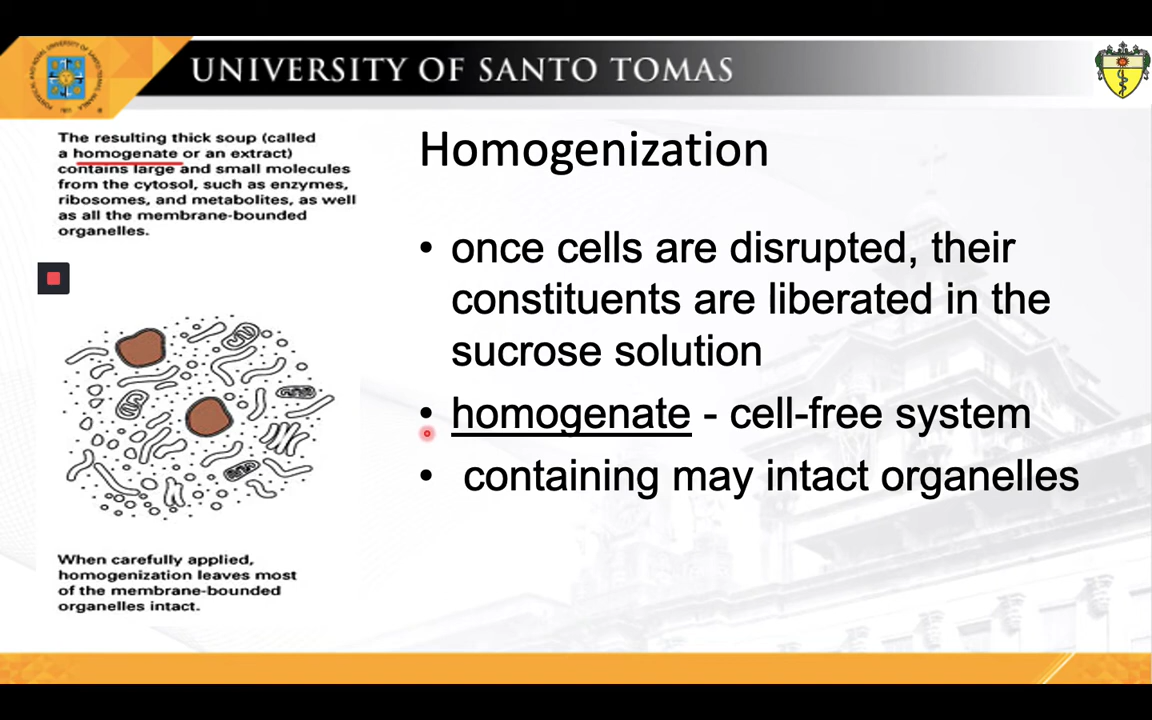 UNIVERSITY OF SANTO TOMAS
The resulting thick soup (called
a homogenate or an extract)
contains large and small molecules
from the cytosol, such as enzymes,
ribosomes, and metabolites, as well
as all the membrane-bounded
organelles.
When carefully applied,
homogenization leaves most
of the membrane-bounded
organelles intact.
Homogenization
• once cells are disrupted, their
constituents are liberated in the
sucrose solution
• homogenate - cell-free system
• containing may intact organelles